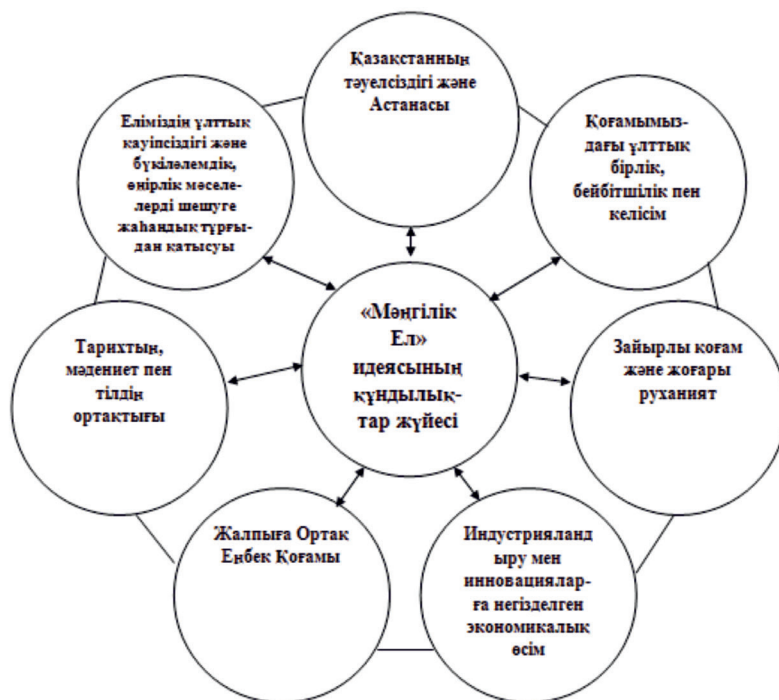 Қазақстанның
тәуелсіздігі және
Астанасы
Қоғамымыз-
дағы ұлттық
бірлік,
бейбітшілік пен
келісім
Зайырлы қоғам
және жоғары
руханият
Индустрияланд
ыру мен
инновациялар-
ға негізделген
экономикалық
өсім
Жалпыға Ортақ
Еңбек Қоғамы
Тарихтың,
мәдениет пен
тілдің
ортақтығы
Еліміздің ұлттық
қауіпсіздігі және
бүкіләлемдік,
өңірлік мәселе-
лерді шешуге
жаһандық тұрғы-
дан қатысуы
«Мәңгілік
Ел»
идеясының
құндылық-
тар жүйесі